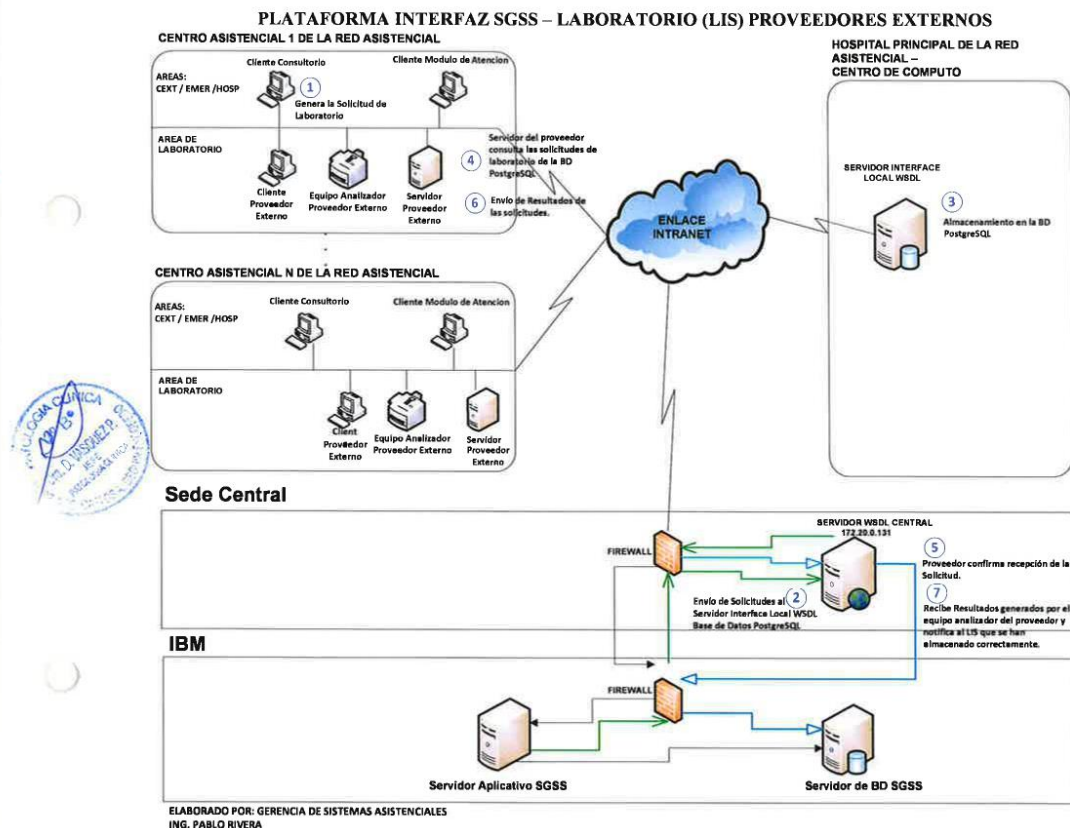 PLATAFORMA INTERFAZ SGSS – LABORATORIO (LIS) PROVEEDORES EXTERNOS
CENTRO ASISTENCIAL 1 DE LA RED ASISTENCIAL
AREAS:
CEXT / EMER /HOSP
Cliente Consultorio
Cliente Modulo de Atencion
1
Genera la Solicitud de
Laboratorio
AREA DE
LABORATORIO
Cliente
Proveedor
Externo
Equipo Analizador
Proveedor Externo
Servidor
Proveedor
Externo
4
Servidor del proveedor
consulta las solicitudes de
laboratorio de la BD
PostgreSQL
6
Envío de Resultados de
las solicitudes.
HOSPITAL PRINCIPAL DE LA RED
ASISTENCIAL –
CENTRO DE COMPUTO
SERVIDOR INTERFACE
LOCAL WSDL
3
Almacenamiento en la BD
PostgreSQL
ENLACE
INTRANET
CENTRO ASISTENCIAL N DE LA RED ASISTENCIAL
AREAS:
CEXT / EMER /HOSP
Cliente Consultorio
Cliente Modulo de Atencion
AREA DE
LABORATORIO
Client
Proveedor
Externo
Equipo Analizador
Proveedor Externo
Servidor
Proveedor
Externo
VASQUEZ P.
Sede Central
FIREWALL
SERVIDOR WSDL CENTRAL
172.20.0.131
5
Proveedor confirma recepción de la
Solicitud.
2
Envío de Solicitudes al
Servidor Interface Local WSDL
Base de Datos PostgreSQL
7
Recibe Resultados generados por el
equipo analizador del proveedor y
notifica al LIS que se han
almacenado correctamente.
IBM
FIREWALL
Servidor Aplicativo SGSS
Servidor de BD SGSS
ELABORADO POR: GERENCIA DE SISTEMAS ASISTENCIALES
ING. PABLO RIVERA